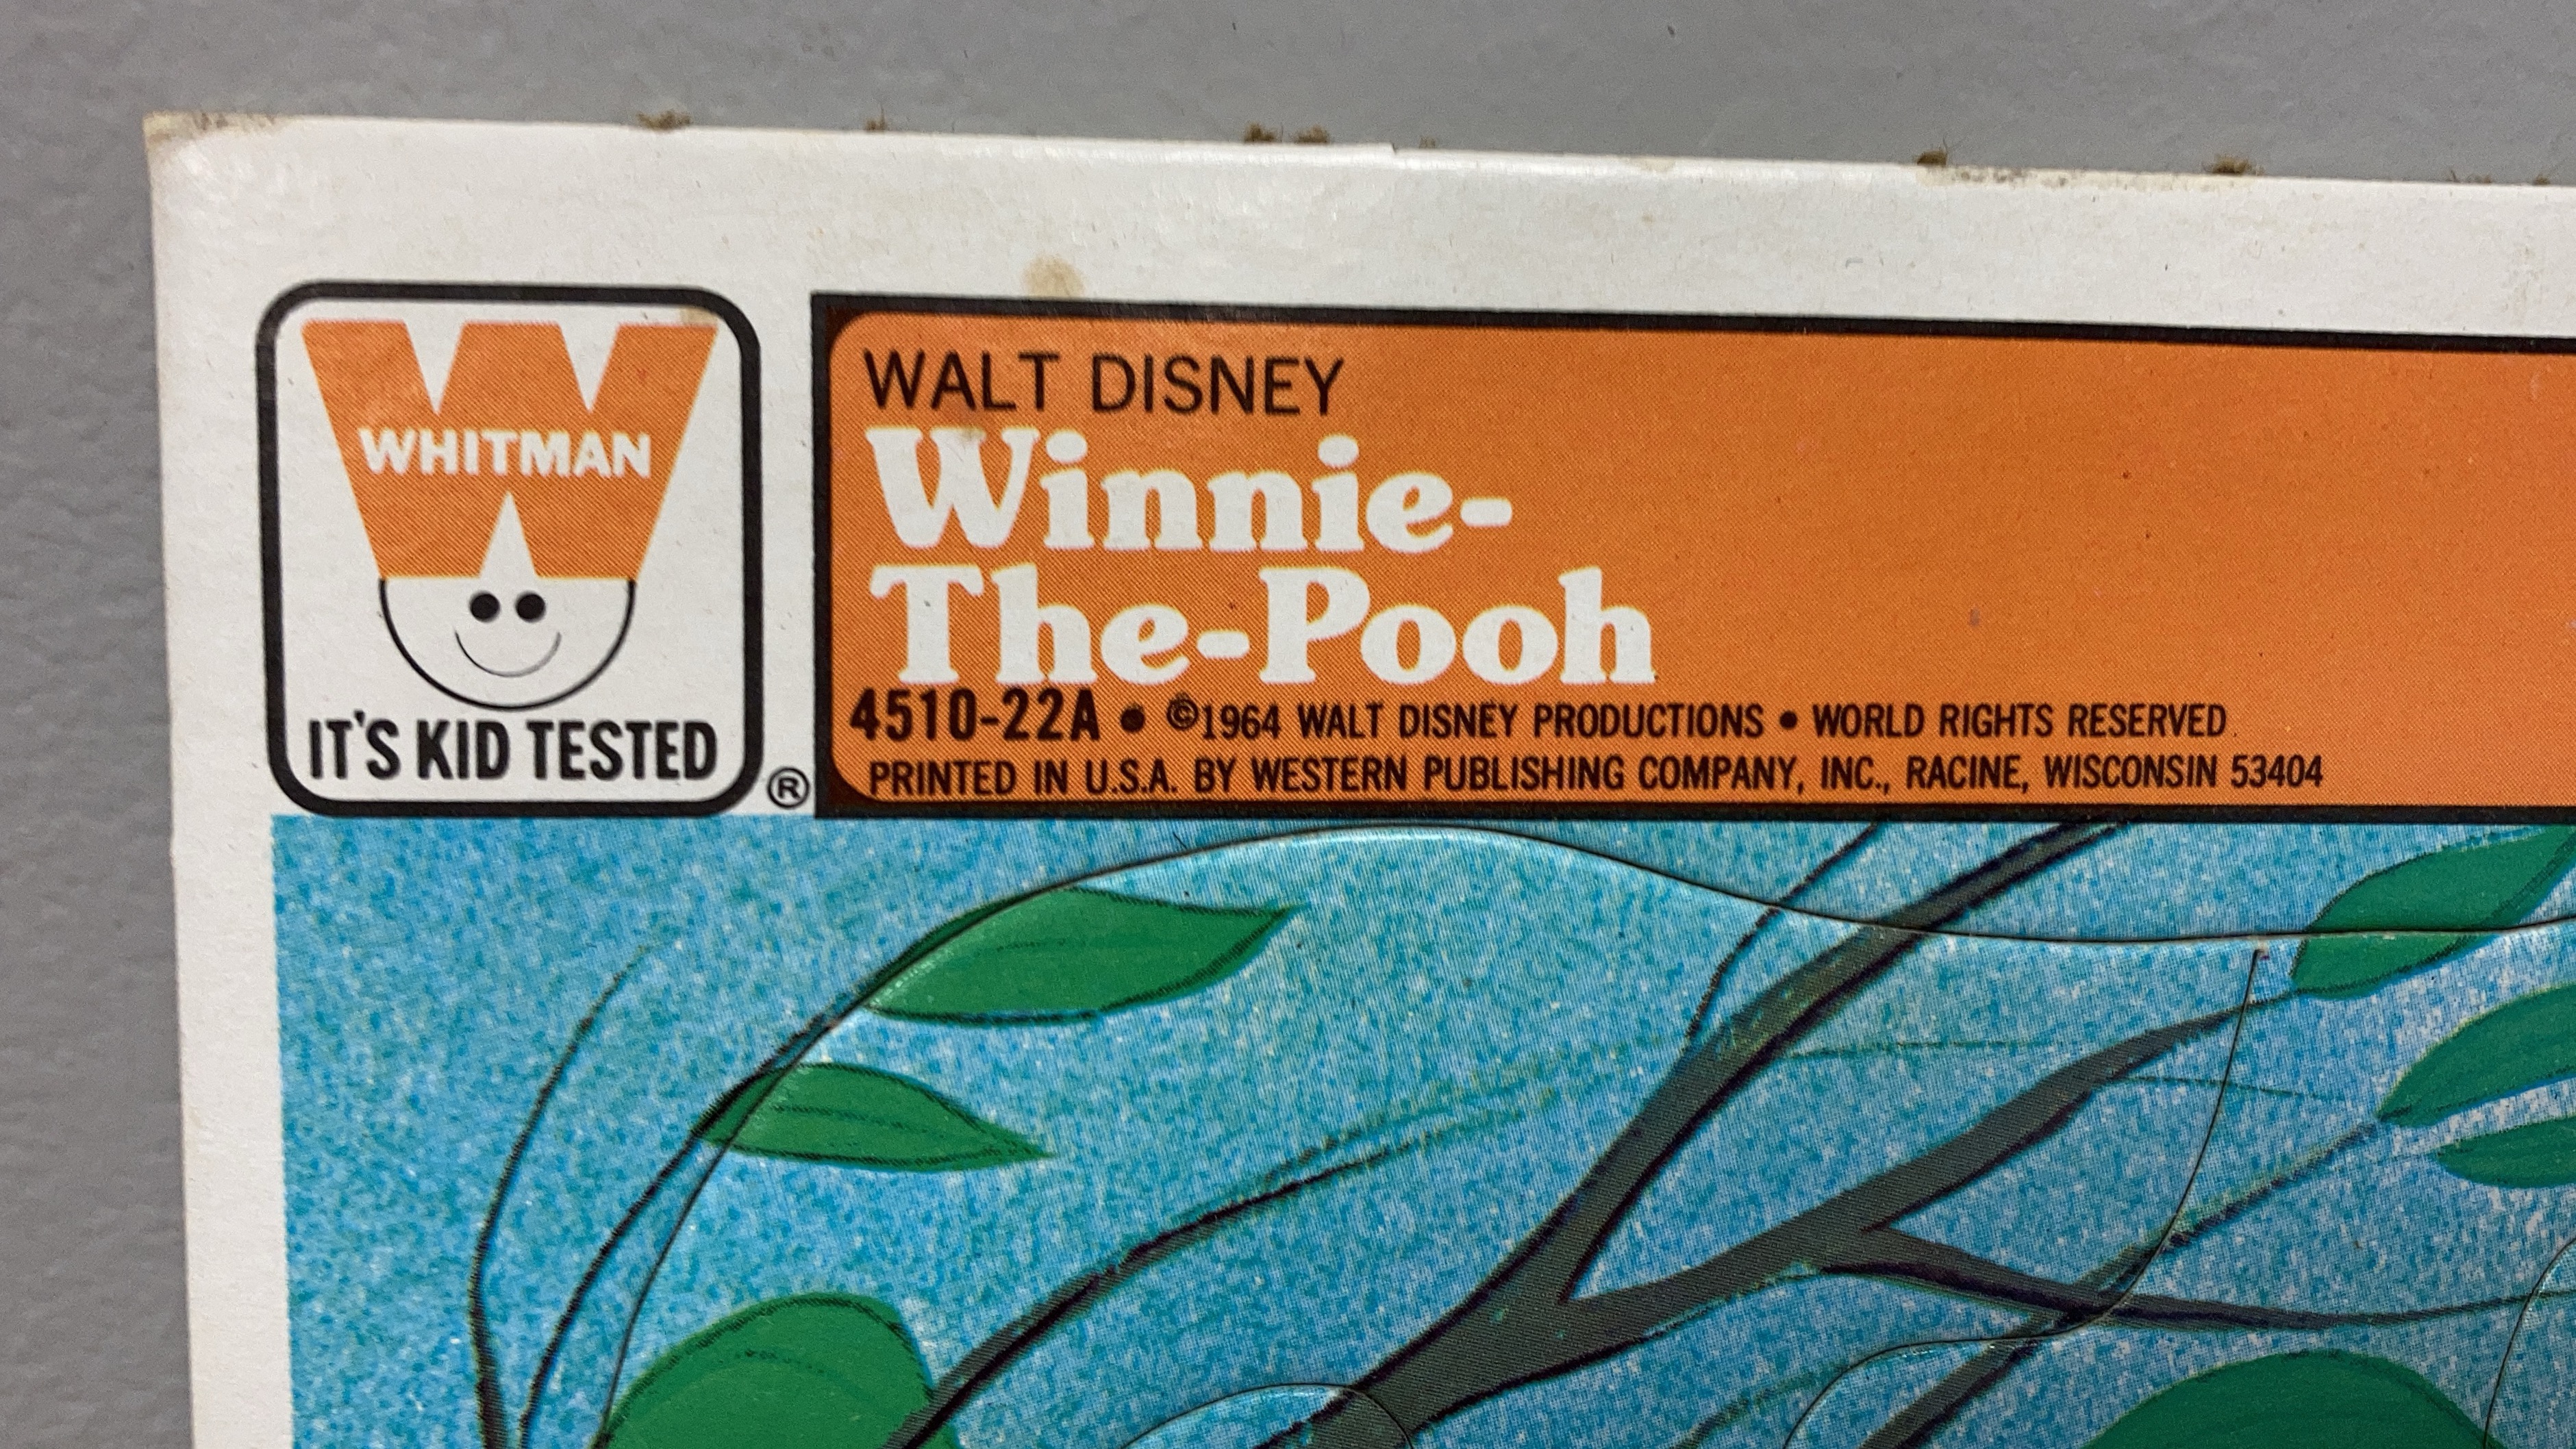 WHITMAN
IT'S KID TESTED
®
WALT DISNEY
Winnie-
The-Pooh
4510-22A • ©1964 WALT DISNEY PRODUCTIONS • WORLD RIGHTS RESERVED.
PRINTED IN U.S.A. BY WESTERN PUBLISHING COMPANY, INC., RACINE, WISCONSIN 53404